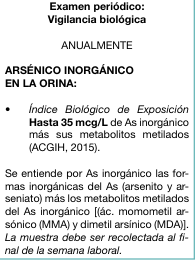 Examen periódico:
Vigilancia biológica
ANUALMENTE
ARSÉNICO INORGÁNICO
EN LA ORINA:
• Índice Biológico de Exposición
Hasta 35 mcg/L de As inorgánico
más sus metabolitos metilados
(ACGIH, 2015).
Se entiende por As inorgánico las for-
mas inorgánicas del As (arsenito y ar-
seniato) más los metabolitos metilados
del As inorgánico [(ác. momometil ar-
sónico (MMA) y dimetil arsínico (MDA)].
La muestra debe ser recolectada al fi-
nal de la semana laboral.